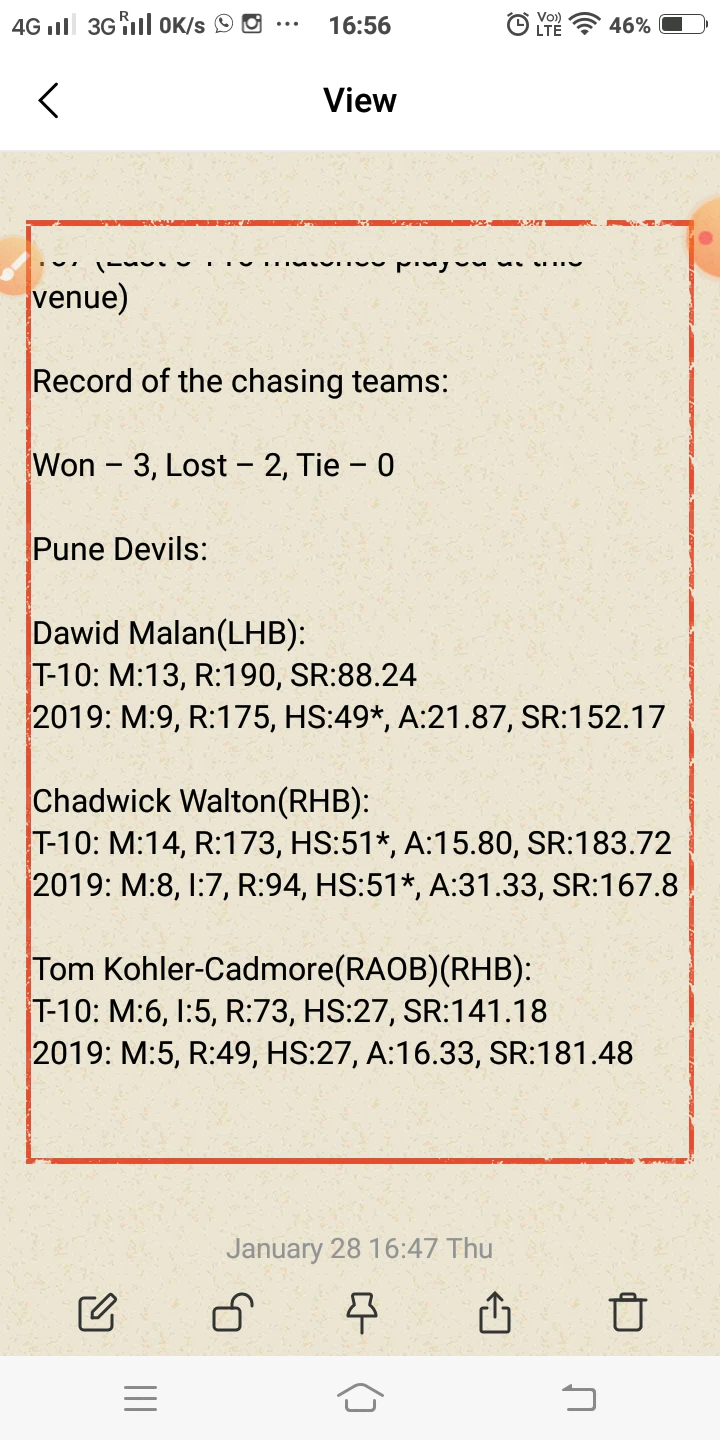 4G 3G R 0K/s 16:56 Vo)) LTE 46%
View
venue)
Record of the chasing teams:
Won – 3, Lost – 2, Tie – 0
Pune Devils:
Dawid Malan(LHB):
T-10: M:13, R:190, SR:88.24
2019: M:9, R:175, HS:49*, A:21.87, SR:152.17
Chadwick Walton(RHB):
T-10: M:14, R:173, HS:51*, A:15.80, SR:183.72
2019: M:8, I:7, R:94, HS:51*, A:31.33, SR:167.8
Tom Kohler-Cadmore(RAOB)(RHB):
T-10: M:6, I:5, R:73, HS:27, SR:141.18
2019: M:5, R:49, HS:27, A:16.33, SR:181.48
January 28 16:47 Thu